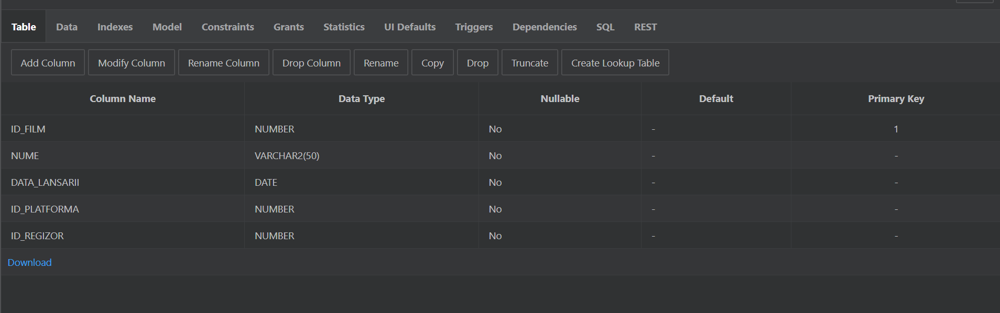 Table Data Indexes Model Constraints Grants Statistics UI Defaults Triggers Dependencies SQL REST
Add Column Modify Column Rename Column Drop Column Rename Copy Drop Truncate Create Lookup Table
Column Name Data Type Nullable Default Primary Key
ID_FILM NUMBER No - 1
NUME VARCHAR2(50) No - -
DATA_LANSARII DATE No - -
ID_PLATFORMA NUMBER No - -
ID_REGIZOR NUMBER No - -
Download